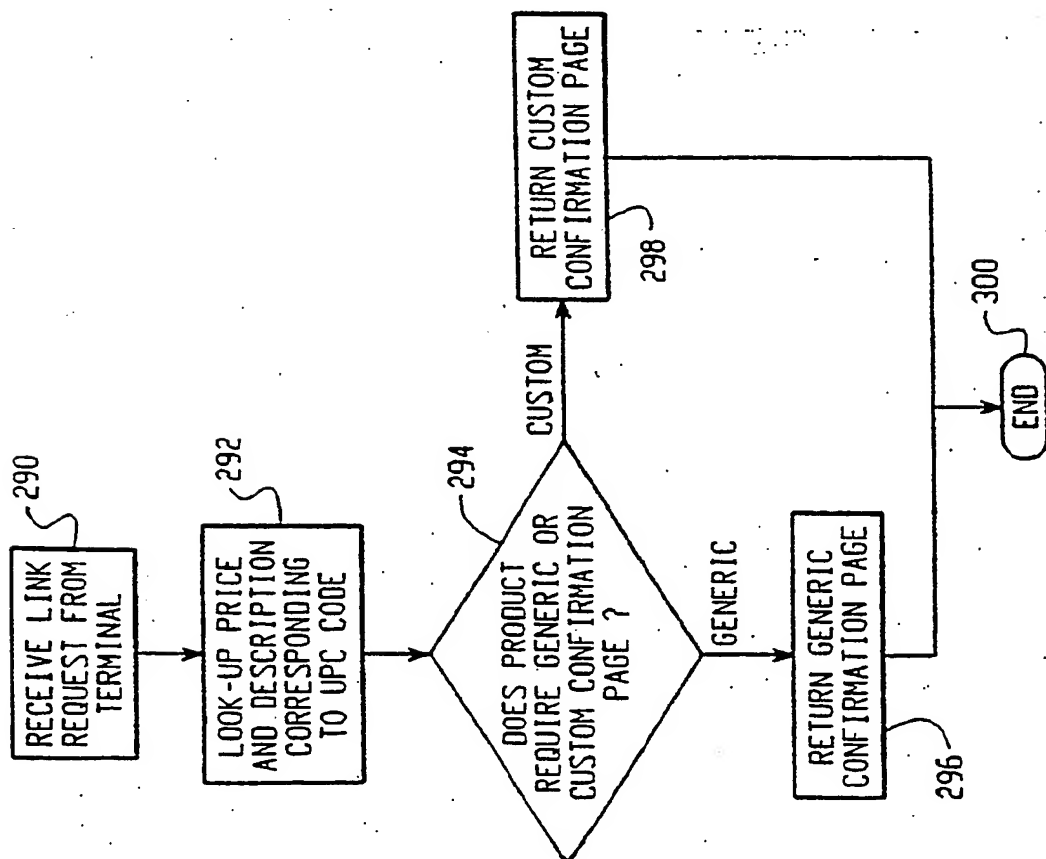 290
RECEIVE LINK
REQUEST FROM
TERMINAL
292
LOOK-UP PRICE
AND DESCRIPTION
CORRESPONDING
TO UPC CODE
294
DOES PRODUCT
REQUIRE GENERIC OR
CUSTOM CONFIRMATION
PAGE ?
CUSTOM
RETURN CUSTOM
CONFIRMATION PAGE
298
GENERIC
RETURN GENERIC
CONFIRMATION PAGE
296
300
END